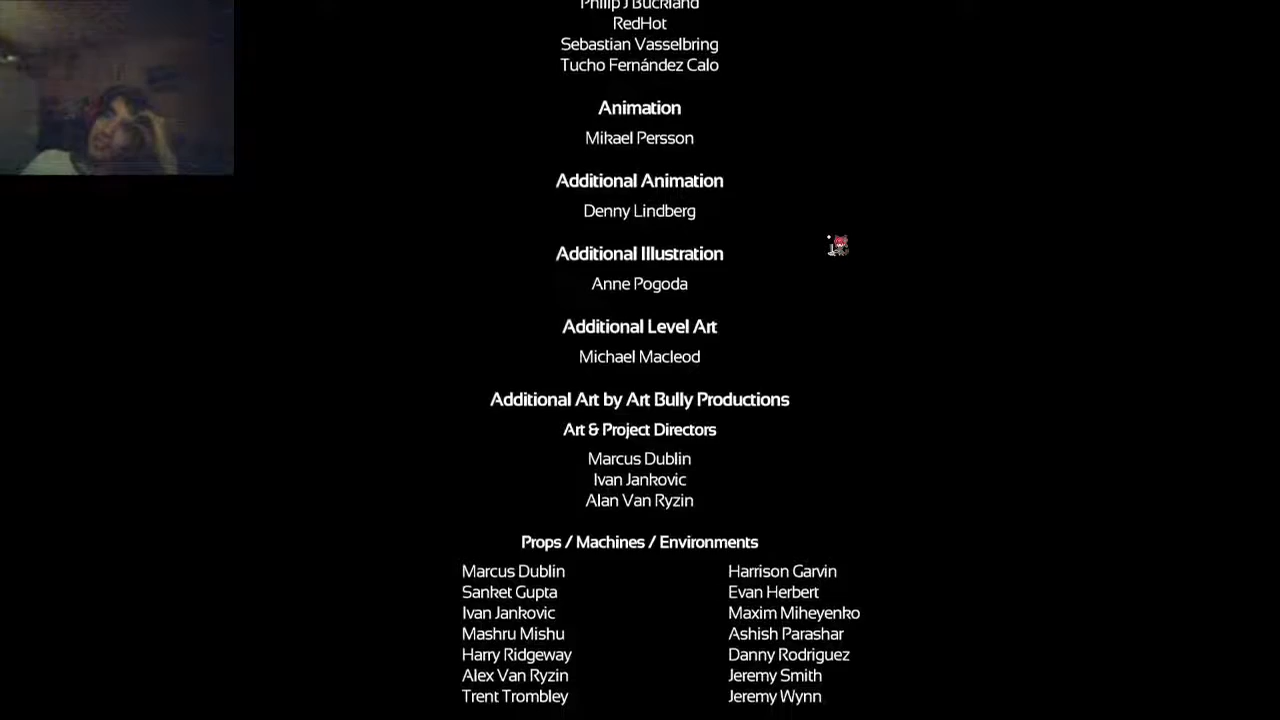 Philip J Buckland
RedHot
Sebastian Vasselbring
Tucho Fernández Calo
Animation
Mikael Persson
Additional Animation
Denny Lindberg
Additional Illustration
Anne Pogoda
Additional Level Art
Michael Macleod
Additional Art by Art Bully Productions
Art & Project Directors
Marcus Dublin
Ivan Jankovic
Alan Van Ryzin
Props / Machines / Environments
Marcus Dublin
Sanket Gupta
Ivan Jankovic
Mashru Mishu
Harry Ridgeway
Alex Van Ryzin
Trent Trombley
Harrison Garvin
Evan Herbert
Maxim Miheyenko
Ashish Parashar
Danny Rodriguez
Jeremy Smith
Jeremy Wynn